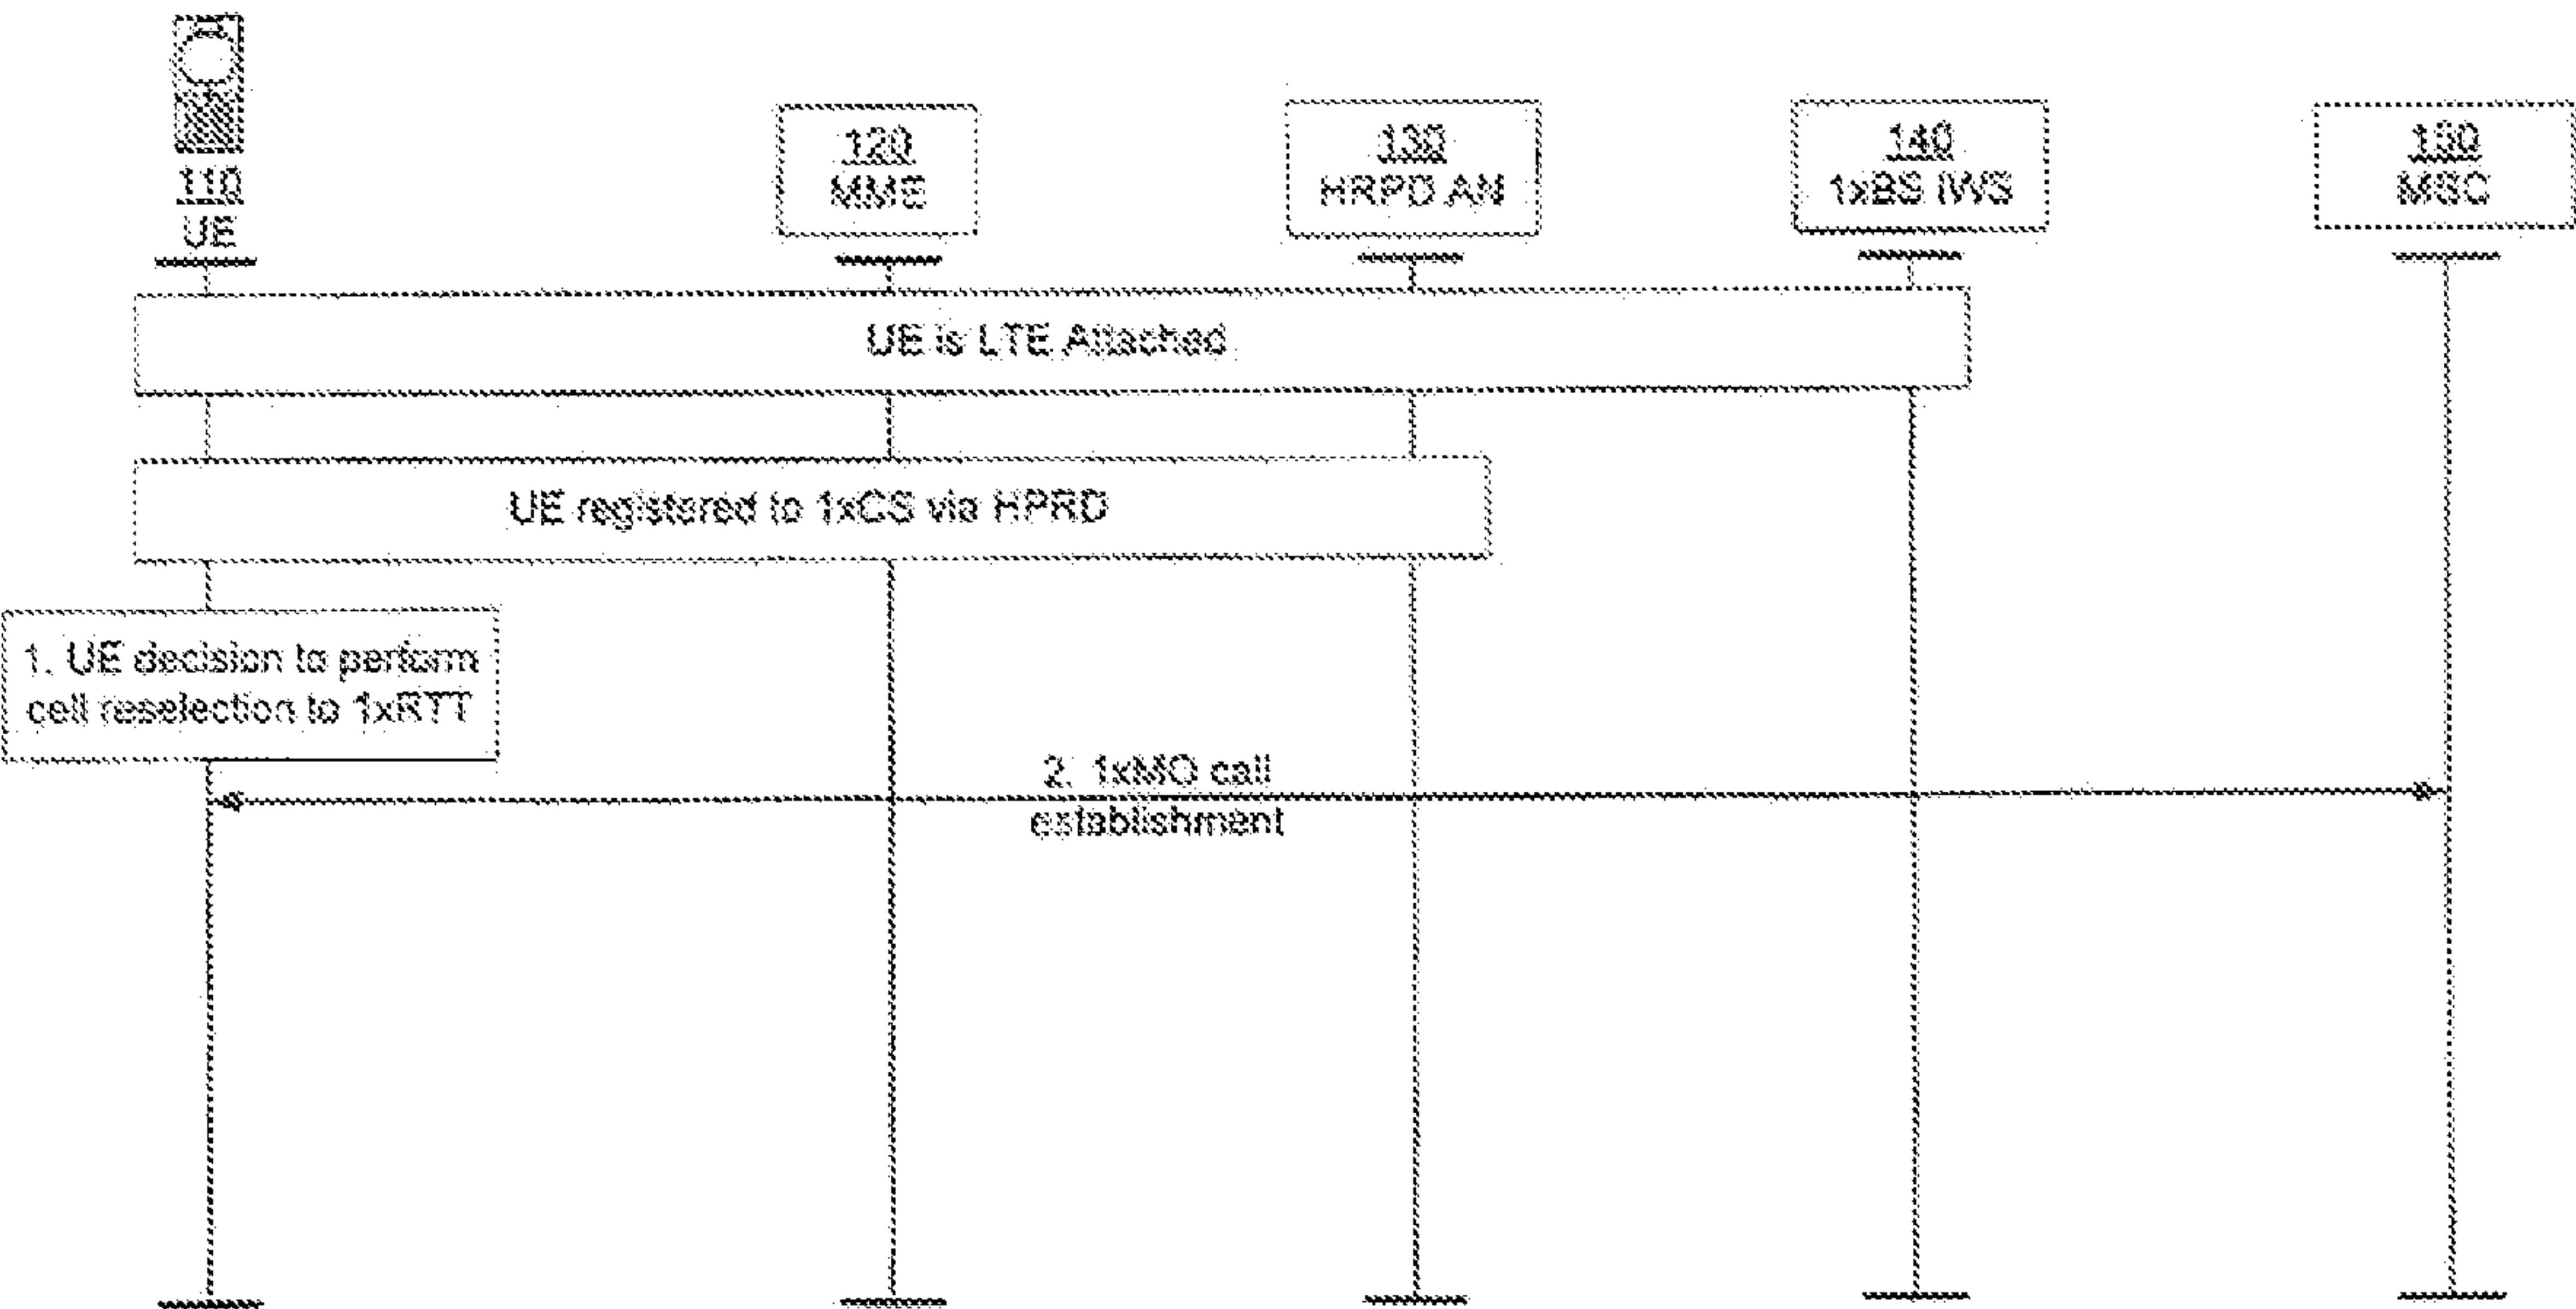 110
UE
120
MME
130
HRPD AN
140
1xBS IWS
MSC
UE is LTE Attached
UE registered to 1xCS via HPRD
1. UE decision to perform
cell reselection to 1xRTT
2. 1xMO call
establishment